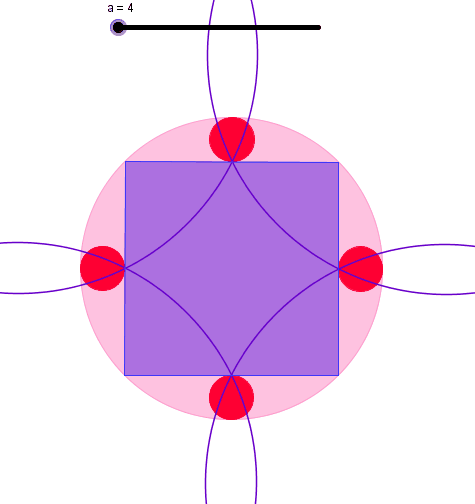 a = 4